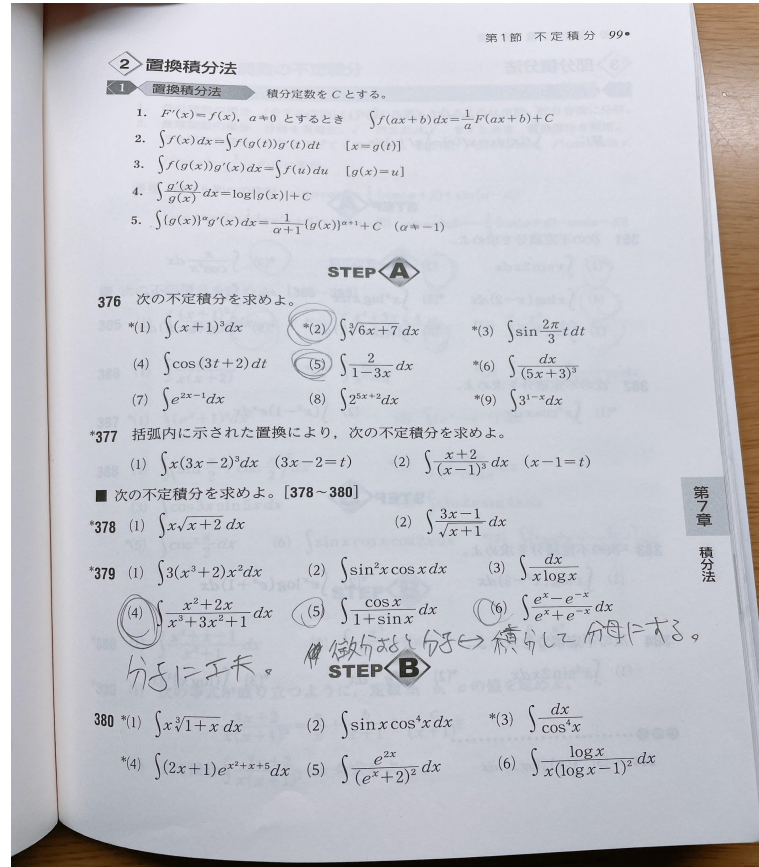 第1節 不定積分 99•
2 置換積分法
1 置換積分法 積分定数をCとする。
1. F′(x)=f(x), a≠0 とするとき ∫f(ax+b)dx=1/a F(ax+b)+C
2. ∫f(x)dx=∫f(g(t))g′(t)dt [x=g(t)]
3. ∫f(g(x))g′(x)dx=∫f(u)du [g(x)=u]
4. ∫g′(x)/g(x) dx=log|g(x)|+C
5. ∫{g(x)}^α g′(x)dx=1/(α+1) {g(x)}^(α+1)+C (α≠−1)
STEP A
376 次の不定積分を求めよ。
*(1) ∫(x+1)³dx *(2) ∫∛(6x+7) dx *(3) ∫sin 2π/3 t dt
(4) ∫cos(3t+2)dt (5) ∫2/(1−3x) dx *(6) ∫dx/(5x+3)³
(7) ∫e^(2x−1)dx (8) ∫2^(5x+2)dx *(9) ∫3^(1−x)dx
*377 括弧内に示された置換により，次の不定積分を求めよ。
(1) ∫x(3x−2)³dx (3x−2=t) (2) ∫(x+2)/(x−1)³ dx (x−1=t)
■ 次の不定積分を求めよ。[378～380]
*378 (1) ∫x√(x+2) dx (2) ∫(3x−1)/√(x+1) dx
*379 (1) ∫3(x³+2)x²dx (2) ∫sin²x cos x dx (3) ∫dx/(x log x)
(4) ∫(x²+2x)/(x³+3x²+1) dx (5) ∫cos x/(1+sin x) dx (6) ∫(e^x−e^(−x))/(e^x+e^(−x)) dx
微分すると分子↔積分して分母にする。
分子に工夫。
STEP B
380 *(1) ∫x∛(1+x) dx (2) ∫sin x cos⁴x dx *(3) ∫dx/cos⁴x
*(4) ∫(2x+1)e^(x²+x+5)dx (5) ∫e^(2x)/(e^x+2)² dx (6) ∫log x/(x(log x−1)²) dx
第7章
積分法